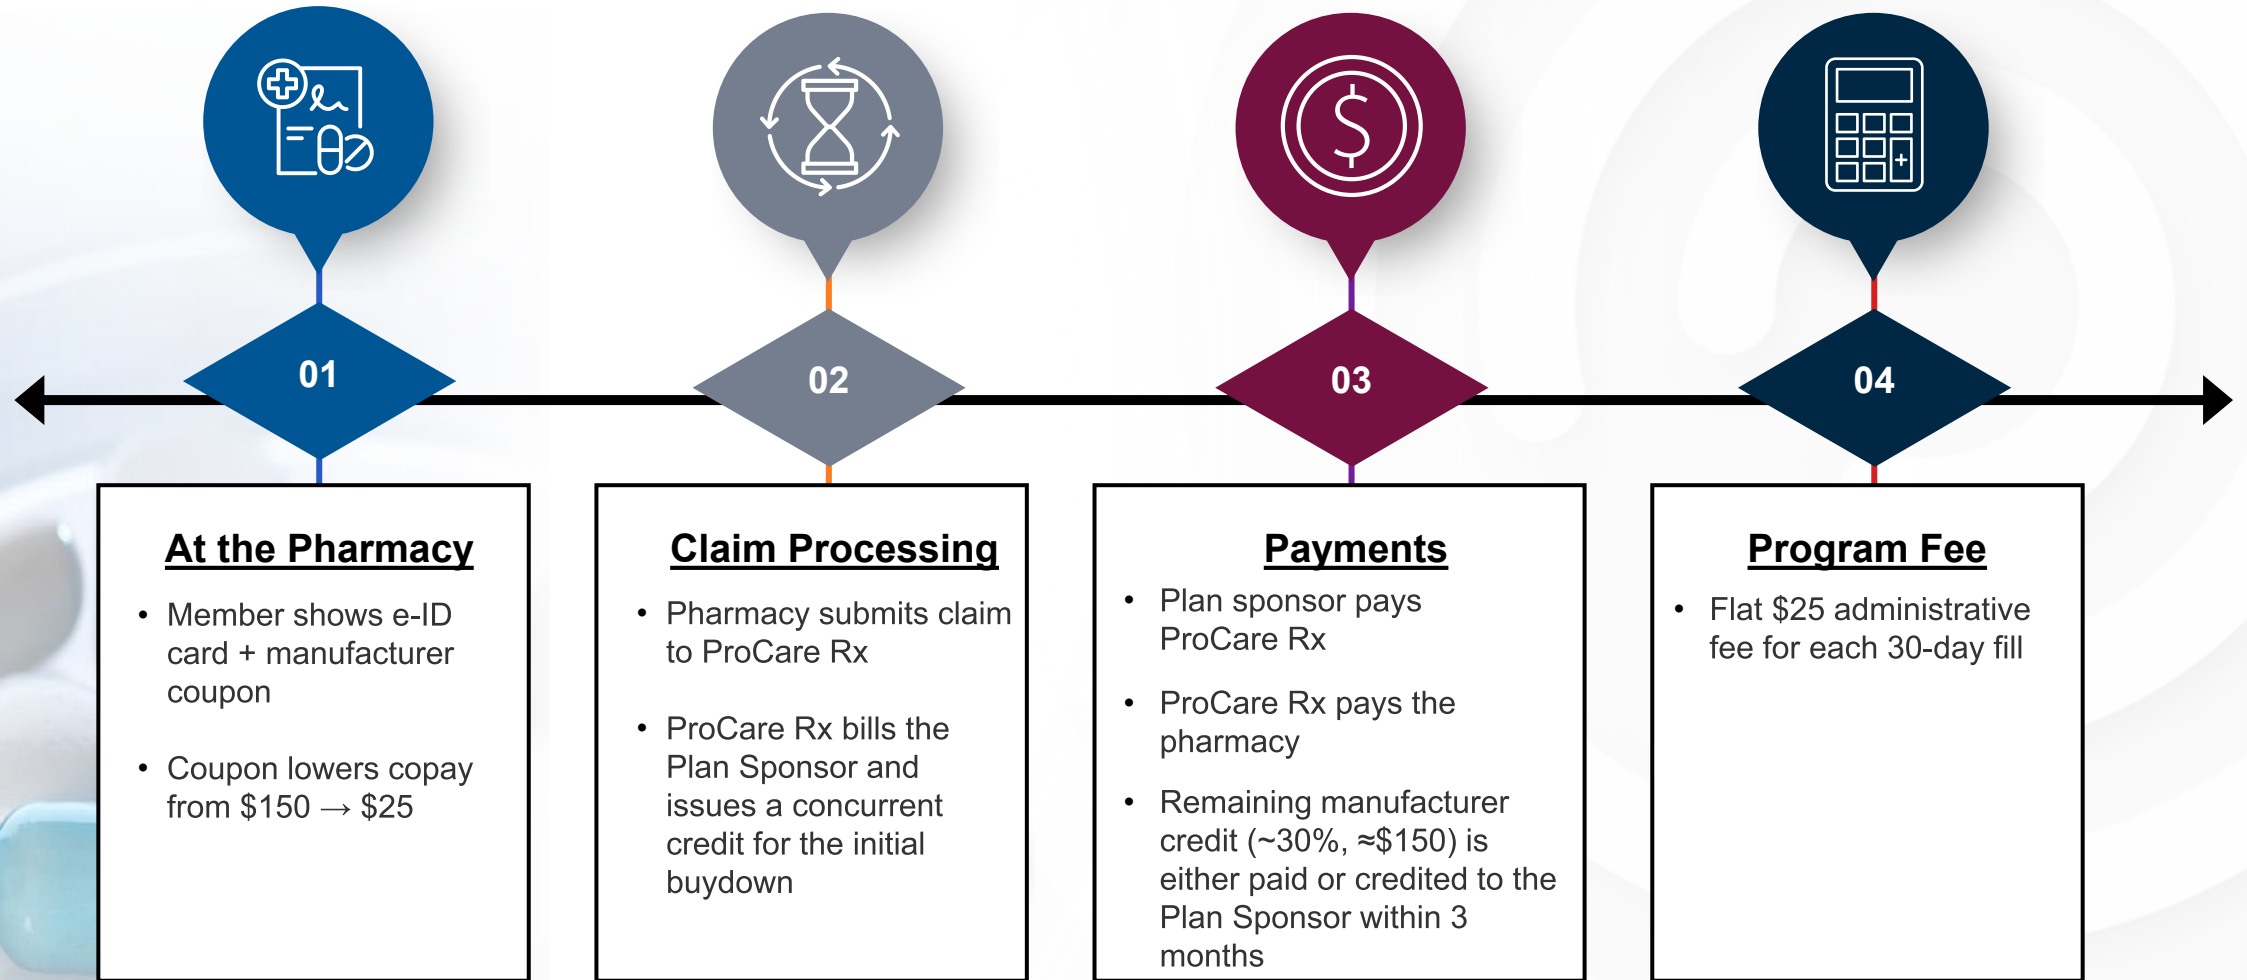 01
02
03
04
At the Pharmacy
• Member shows e-ID
card + manufacturer
coupon
• Coupon lowers copay
from $150 → $25
Claim Processing
• Pharmacy submits claim
to ProCare Rx
• ProCare Rx bills the
Plan Sponsor and
issues a concurrent
credit for the initial
buydown
Payments
• Plan sponsor pays
ProCare Rx
• ProCare Rx pays the
pharmacy
• Remaining manufacturer
credit (~30%, ≈$150) is
either paid or credited to the
Plan Sponsor within 3
months
Program Fee
• Flat $25 administrative
fee for each 30-day fill